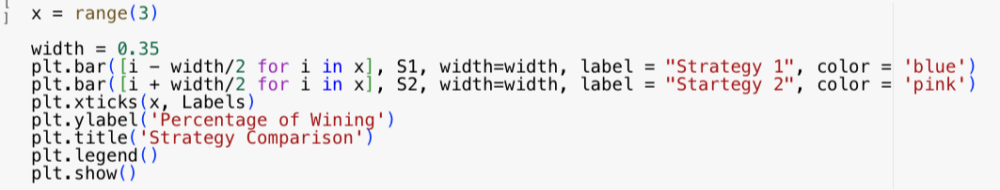 ]
x = range(3)
width = 0.35
plt.bar([i - width/2 for i in x], S1, width=width, label = "Strategy 1", color = 'blue')
plt.bar([i + width/2 for i in x], S2, width=width, label = "Startegy 2", color = 'pink')
plt.xticks(x, Labels)
plt.ylabel('Percentage of Wining')
plt.title('Strategy Comparison')
plt.legend()
plt.show()